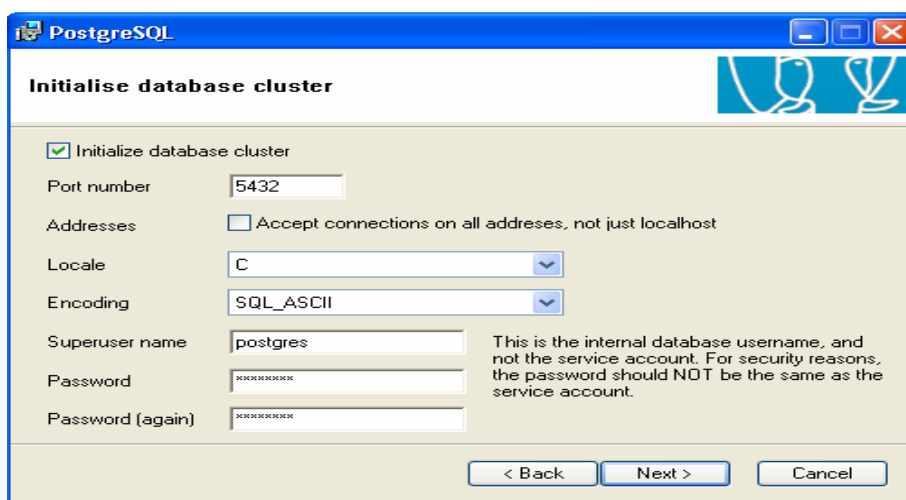 PostgreSQL
Initialise database cluster
Initialize database cluster
Port number 5432
Addresses Accept connections on all addreses, not just localhost
Locale C
Encoding SQL_ASCII
Superuser name postgres
This is the internal database username, and
not the service account. For security reasons,
the password should NOT be the same as the
service account.
Password ********
Password (again) ********
< Back Next > Cancel